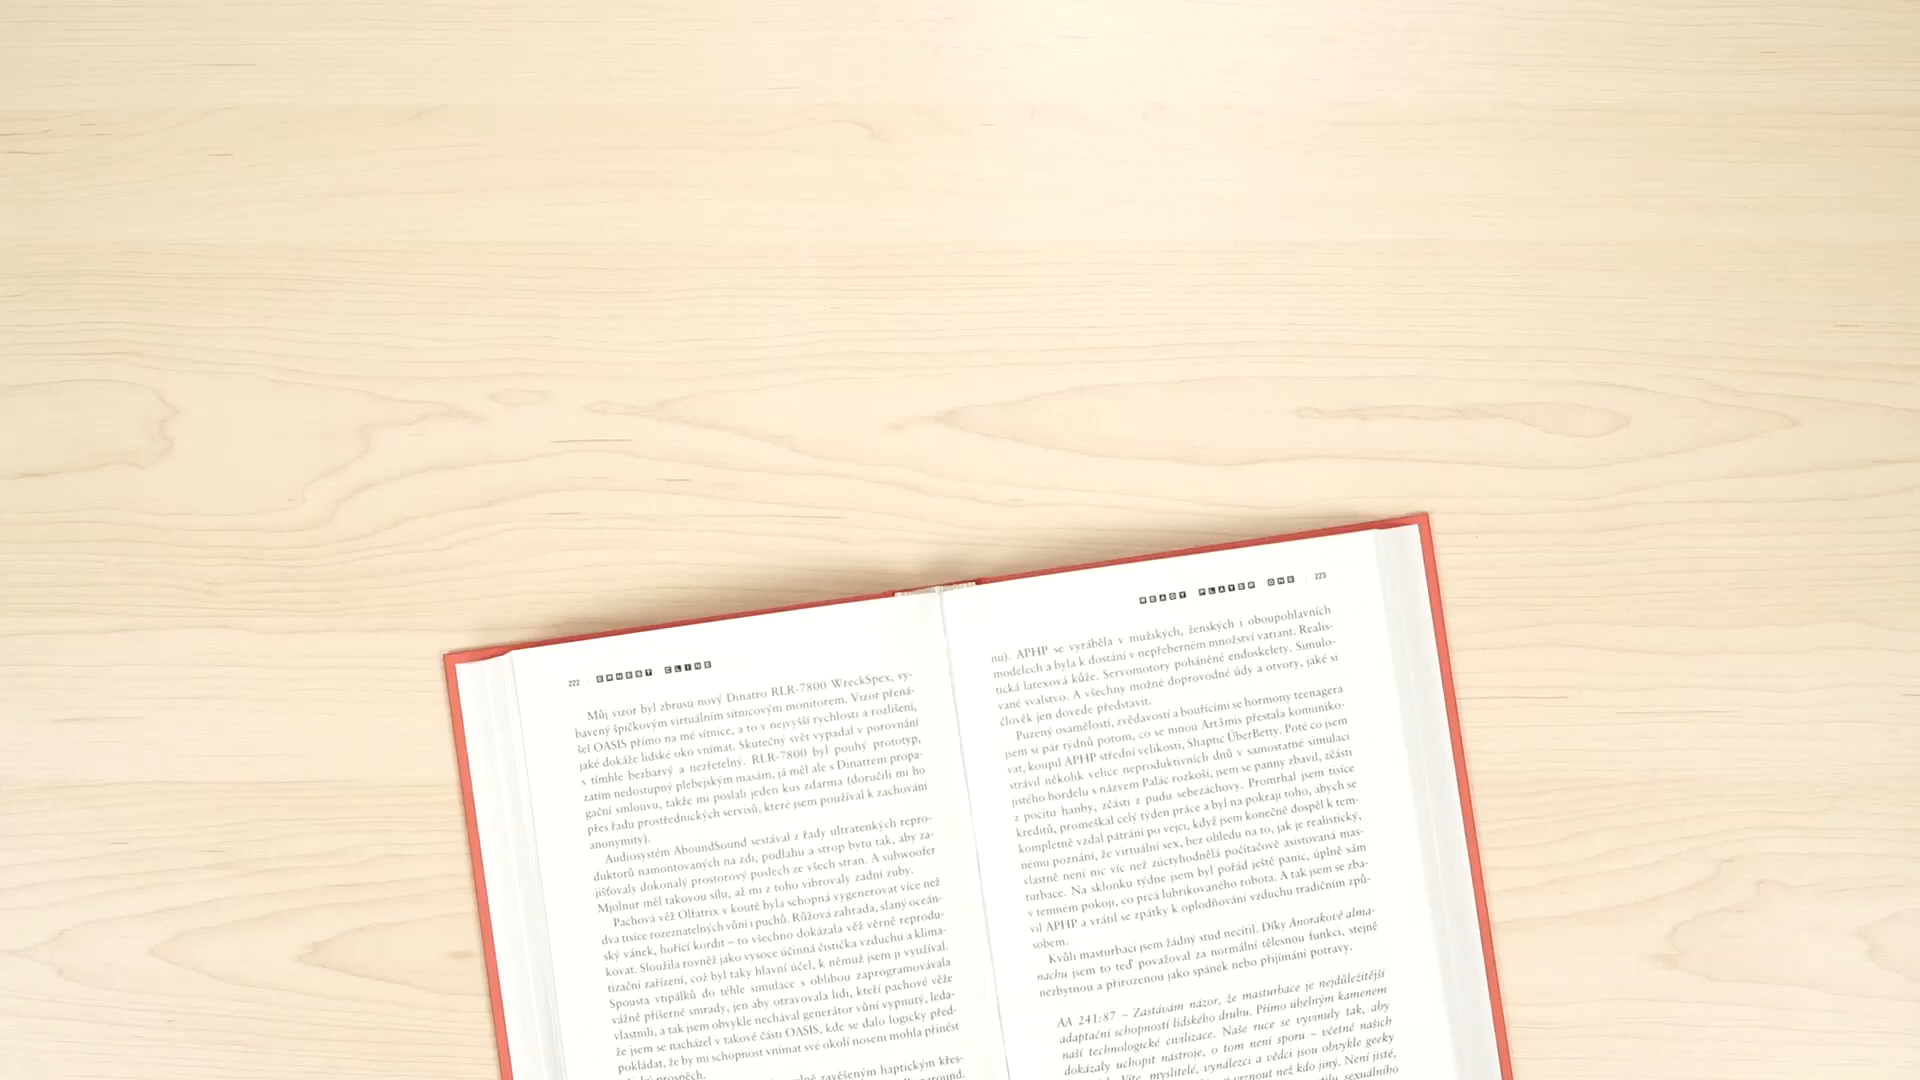 222 : ERNEST CLINE
Můj vizor byl zbrusu nový Dinatro RLR-7800 WreckSpex, vy-
bavený špičkovým virtuálním sítnicovým monitorem. Vizor přená-
šel OASIS přímo na mé sítnice, a to v nejvyšší rychlosti a rozlišení,
jaké dokáže lidské oko vnímat. Skutečný svět vypadal v porovnání
s tímhle bezbarvý a nezřetelný. RLR-7800 byl pouhý prototyp,
zatím nedostupný plebejským masám, já měl ale s Dinatrem propa-
gační smlouvu, takže mi poslali jeden kus zdarma (doručili mi ho
přes řadu prostřednických servisů, které jsem používal k zachování
anonymity).
Audiosystém AboundSound sestával z řady ultratenkých repro-
duktorů namontovaných na zdi, podlahu a strop bytu tak, aby za-
jišťovaly dokonalý prostorový poslech ze všech stran. A subwoofer
Mjolnur měl takovou sílu, až mi z toho vibrovaly zadní zuby.
Pachová věž Olfatrix v koutě byla schopná vygenerovat více než
dva tisíce rozeznatelných vůní i puchů. Růžová zahrada, slaný oceán-
ský vánek, hořící kordit – to všechno dokázala věž věrně reprodu-
kovat. Sloužila rovněž jako vysoce účinná čistička vzduchu a klima-
tizační zařízení, což byl taky hlavní účel, k němuž jsem ji využíval.
Spousta vtipálků do téhle simulace s oblibou zaprogramovávala
vážně příšerné smrady, jen aby otravovala lidi, kteří pachové věže
vlastnili, a tak jsem obvykle nechával generátor vůní vypnutý, leda-
že jsem se nacházel v takové části OASIS, kde se dalo logicky před-
pokládat, že by mi schopnost vnímat své okolí nosem mohla přinést
prospěch.
zavěšeným haptickým křes-
READY PLAYER ONE : 223
nu). APHP se vyráběla v mužských, ženských i oboupohlavních
modelech a byla k dostání v nepřeberném množství variant. Realis-
tická latexová kůže. Servomotory poháněné endoskelety. Simulo-
vané svalstvo. A všechny možné doprovodné údy a otvory, jaké si
člověk jen dovede představit.
Puzený osamělostí, zvědavostí a bouřícími se hormony teenagera
jsem si pár týdnů potom, co se mnou Art3mis přestala komuniko-
vat, koupil APHP střední velikosti, Shaptic ÜberBetty. Poté co jsem
strávil několik velice neproduktivních dnů v samostatné simulaci
jistého bordelu s názvem Palác rozkoší, jsem se panny zbavil, zčásti
z pocitu hanby, zčásti z pudu sebezáchovy. Promrhal jsem tisíce
kreditů, promeškal celý týden práce a byl na pokraji toho, abych se
kompletně vzdal pátrání po vejci, když jsem konečně dospěl k tem-
nému poznání, že virtuální sex, bez ohledu na to, jak je realistický,
vlastně není nic víc než zúctyhodnělá počítačově asistovaná mas-
turbace. Na sklonku týdne jsem byl pořád ještě panic, úplně sám
v temném pokoji, co prcá lubrikovaného robota. A tak jsem se zba-
vil APHP a vrátil se zpátky k oplodňování vzduchu tradičním způ-
sobem.
Kvůli masturbaci jsem žádný stud necítil. Díky Anorakově alma-
nachu jsem to teď považoval za normální tělesnou funkci, stejně
nezbytnou a přirozenou jako spánek nebo přijímání potravy.
AA 241:87 – Zastávám názor, že masturbace je nejdůležitější
adaptační schopností lidského druhu. Přímo úhelným kamenem
naší technologické civilizace. Naše ruce se vyvinuly tak, aby
dokázaly uchopit nástroje, o tom není sporu – včetně našich
Víte, myslitelé, vynálezci a vědci jsou obvykle geeky
vrznout než kdo jiný. Není jisté,
sexuálního